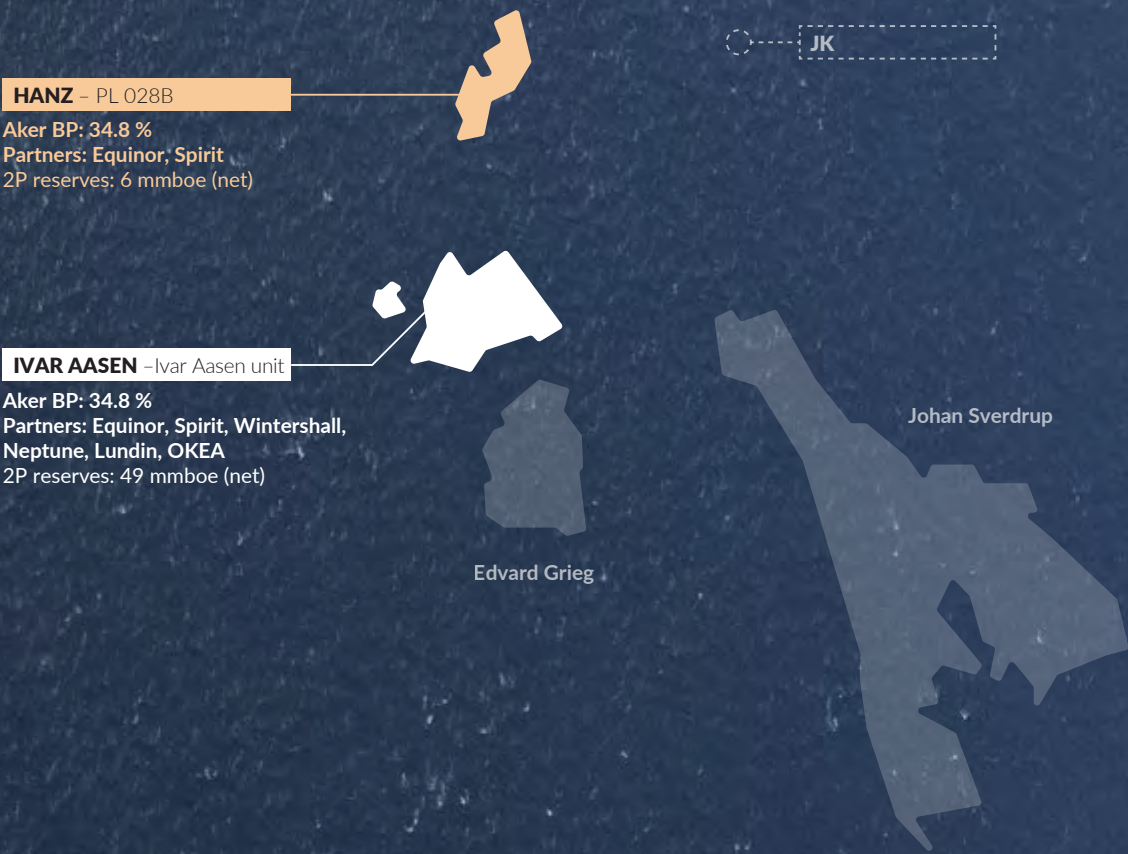 JK
HANZ – PL 028B
Aker BP: 34.8 %
Partners: Equinor, Spirit
2P reserves: 6 mmboe (net)
IVAR AASEN –Ivar Aasen unit
Aker BP: 34.8 %
Partners: Equinor, Spirit, Wintershall,
Neptune, Lundin, OKEA
2P reserves: 49 mmboe (net)
Johan Sverdrup
Edvard Grieg